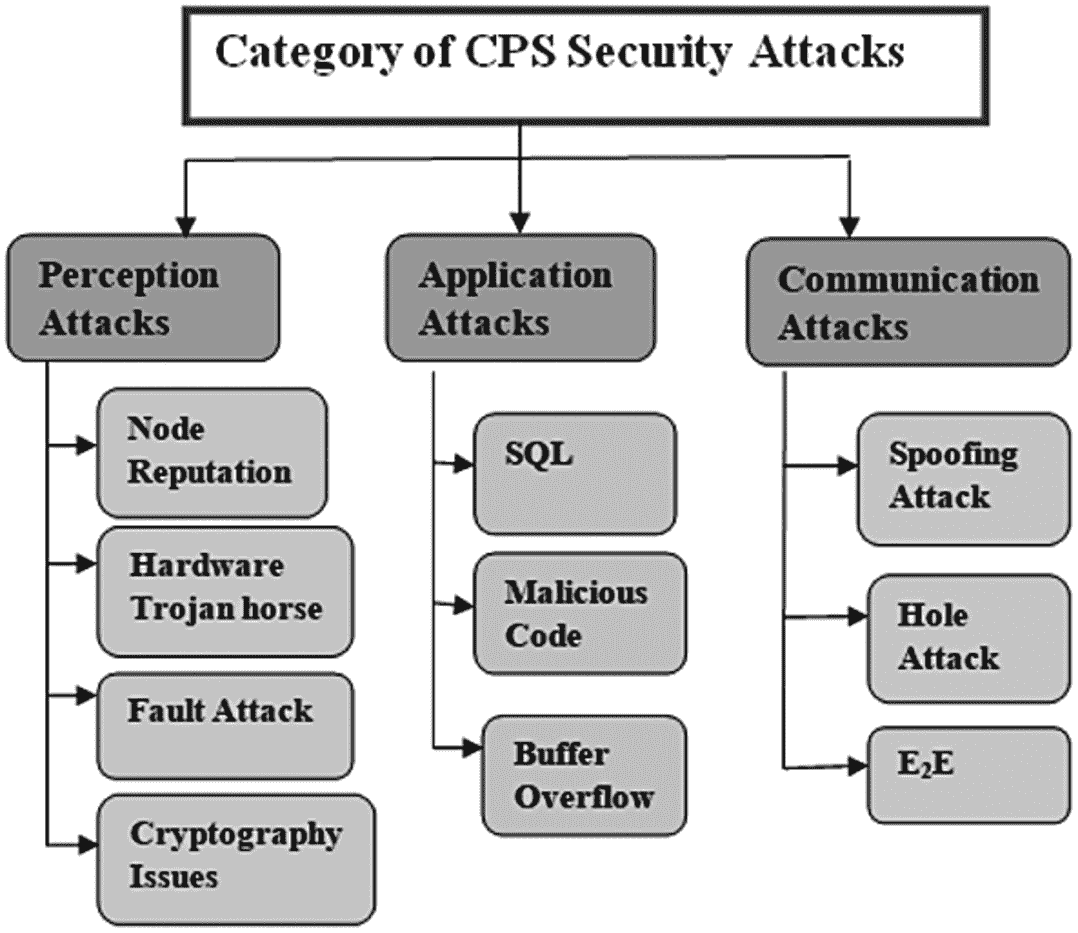 Category of CPS Security Attacks
Perception
Attacks
Node
Reputation
Hardware
Trojan horse
Fault Attack
Cryptography
Issues
Application
Attacks
SQL
Malicious
Code
Buffer
Overflow
Communication
Attacks
Spoofing
Attack
Hole
Attack
E₂E